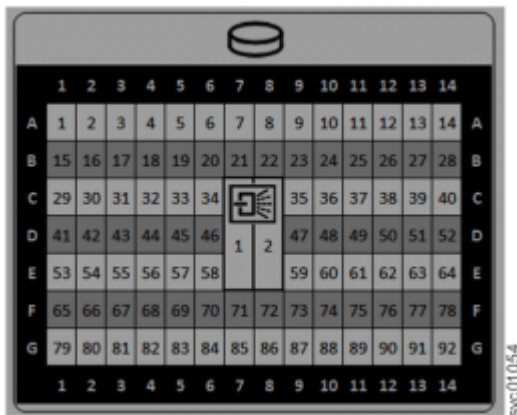 1 2 3 4 5 6 7 8 9 10 11 12 13 14
A 1 2 3 4 5 6 7 8 9 10 11 12 13 14 A
B 15 16 17 18 19 20 21 22 23 24 25 26 27 28 B
C 29 30 31 32 33 34 35 36 37 38 39 40 C
D 41 42 43 44 45 46 1 2 47 48 49 50 51 52 D
E 53 54 55 56 57 58 59 60 61 62 63 64 E
F 65 66 67 68 69 70 71 72 73 74 75 76 77 78 F
G 79 80 81 82 83 84 85 86 87 88 89 90 91 92 G
1 2 3 4 5 6 7 8 9 10 11 12 13 14